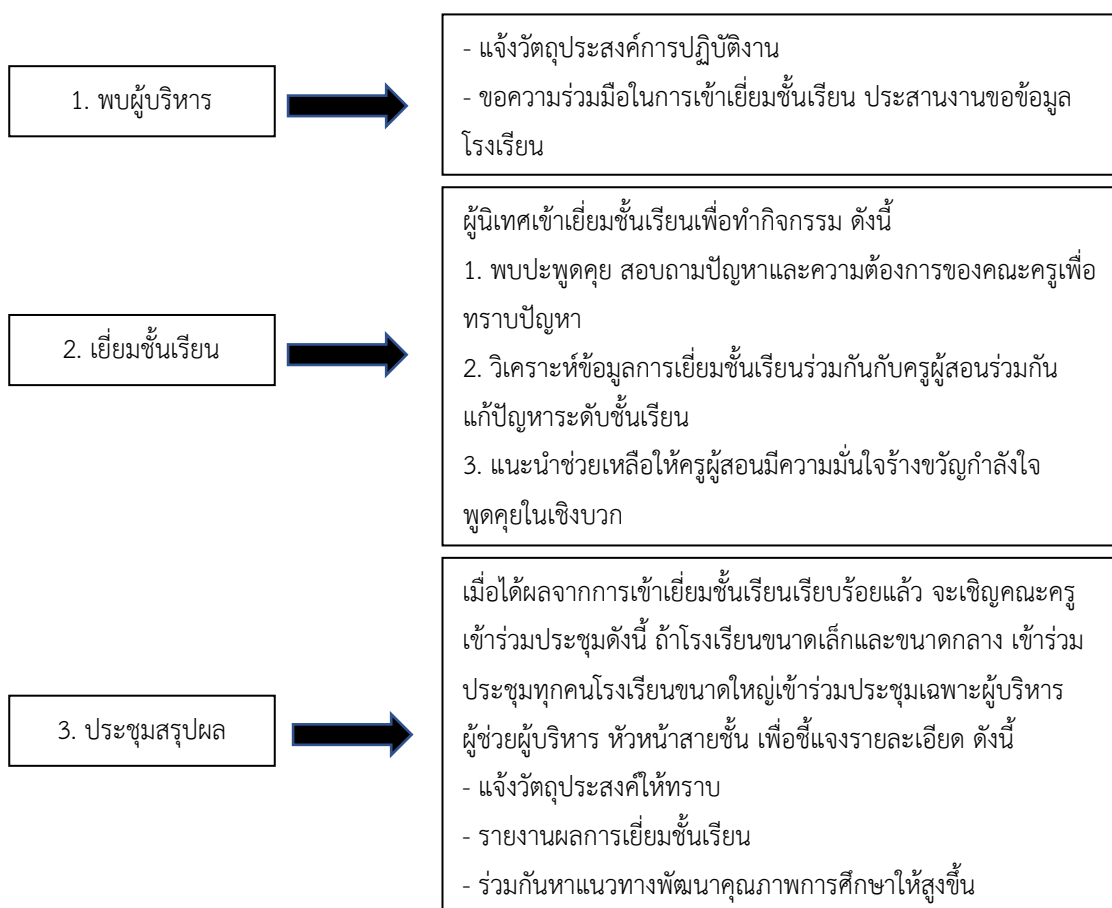 1. พบผู้บริหาร
- แจ้งวัตถุประสงค์การปฏิบัติงาน
- ขอความร่วมมือในการเข้าเยี่ยมชั้นเรียน ประสานงานขอข้อมูล
โรงเรียน
2. เยี่ยมชั้นเรียน
ผู้นิเทศเข้าเยี่ยมชั้นเรียนเพื่อทำกิจกรรม ดังนี้
1. พบปะพูดคุย สอบถามปัญหาและความต้องการของคณะครูเพื่อ
ทราบปัญหา
2. วิเคราะห์ข้อมูลการเยี่ยมชั้นเรียนร่วมกันกับครูผู้สอนร่วมกัน
แก้ปัญหาระดับชั้นเรียน
3. แนะนำช่วยเหลือให้ครูผู้สอนมีความมั่นใจร้างขวัญกำลังใจ
พูดคุยในเชิงบวก
3. ประชุมสรุปผล
เมื่อได้ผลจากการเข้าเยี่ยมชั้นเรียนเรียบร้อยแล้ว จะเชิญคณะครู
เข้าร่วมประชุมดังนี้ ถ้าโรงเรียนขนาดเล็กและขนาดกลาง เข้าร่วม
ประชุมทุกคนโรงเรียนขนาดใหญ่เข้าร่วมประชุมเฉพาะผู้บริหาร
ผู้ช่วยผู้บริหาร หัวหน้าสายชั้น เพื่อชี้แจงรายละเอียด ดังนี้
- แจ้งวัตถุประสงค์ให้ทราบ
- รายงานผลการเยี่ยมชั้นเรียน
- ร่วมกันหาแนวทางพัฒนาคุณภาพการศึกษาให้สูงขึ้น